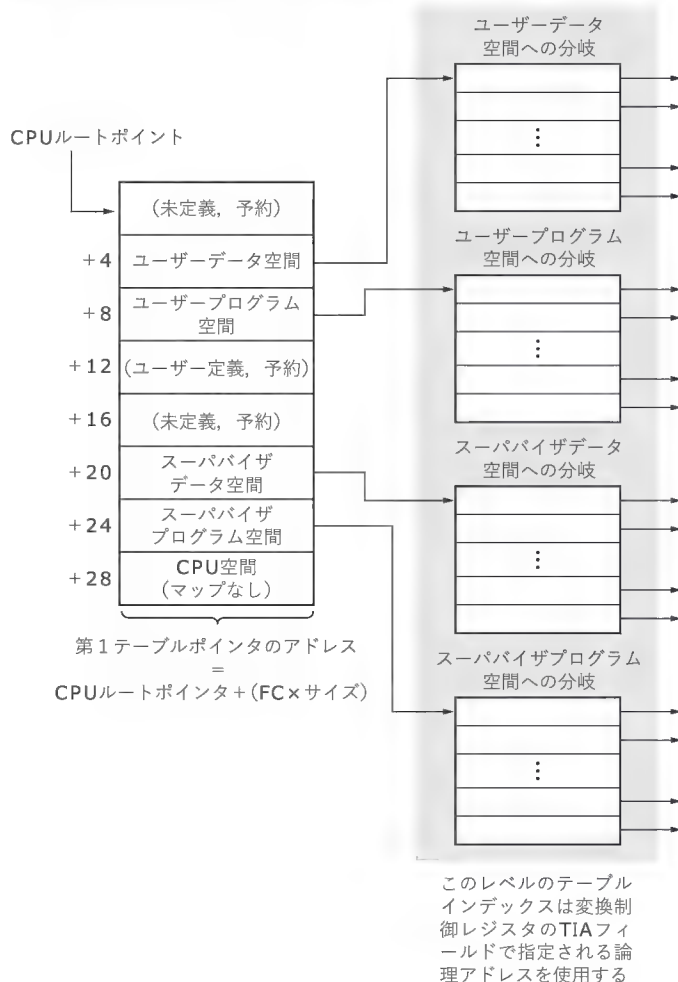 CPUルートポイント
(未定義，予約)
+4
ユーザーデータ空間
+8
ユーザープログラム
空間
+12
(ユーザー定義，予約)
+16
(未定義，予約)
+20
スーパバイザ
データ空間
+24
スーパバイザ
プログラム空間
+28
CPU空間
(マップなし)
第1テーブルポインタのアドレス
=
CPUルートポインタ+(FC×サイズ)
ユーザーデータ
空間への分岐
⋮
ユーザープログラム
空間への分岐
⋮
スーパバイザデータ
空間への分岐
⋮
スーパバイザプログラム
空間への分岐
⋮
このレベルのテーブル
インデックスは変換制
御レジスタのTIAフィ
ールドで指定される論
理アドレスを使用する